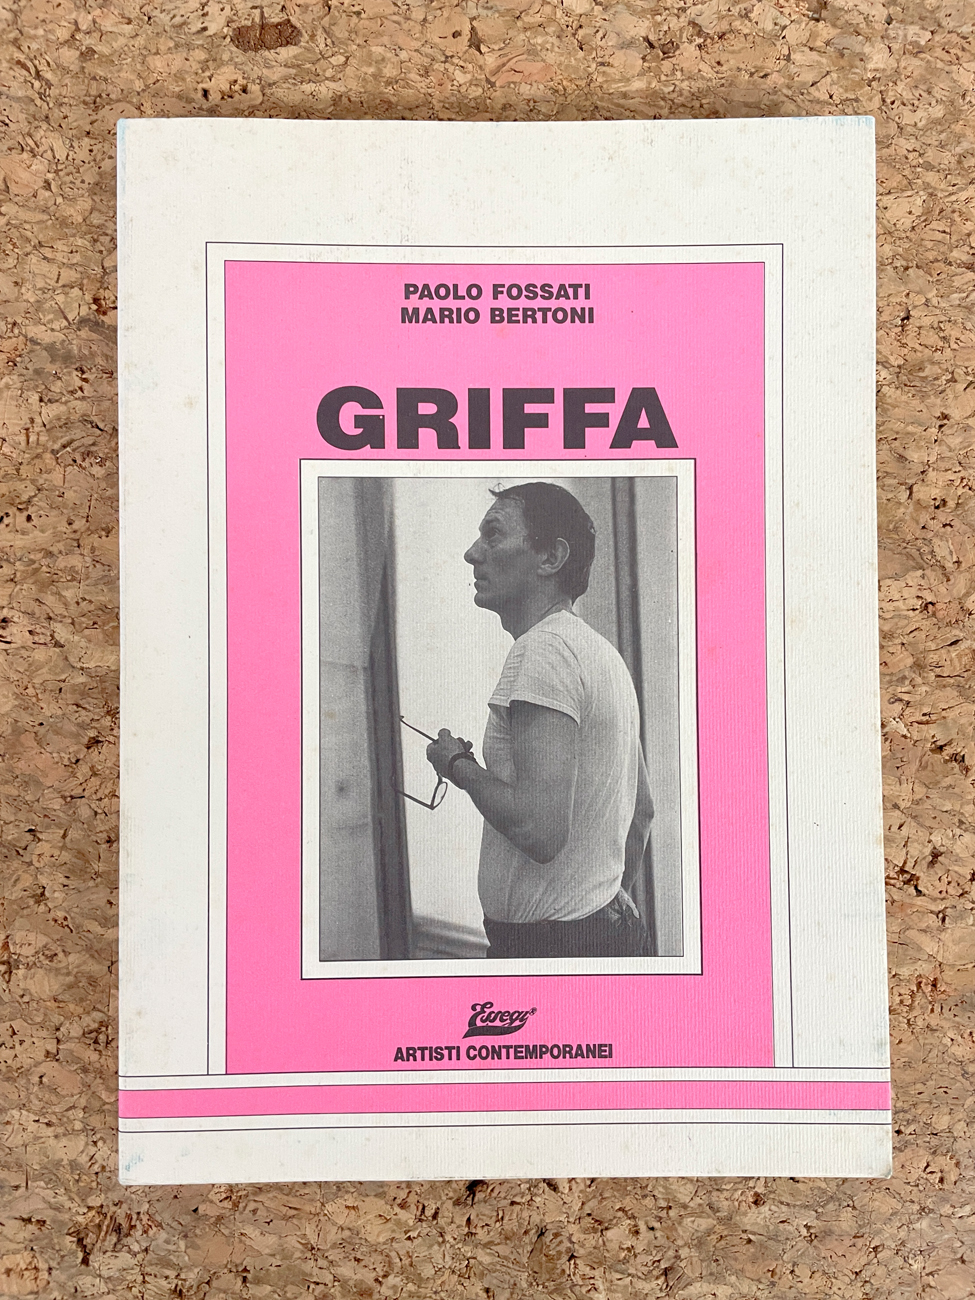 PAOLO FOSSATI
MARIO BERTONI
GRIFFA
Essegi®
ARTISTI CONTEMPORANEI